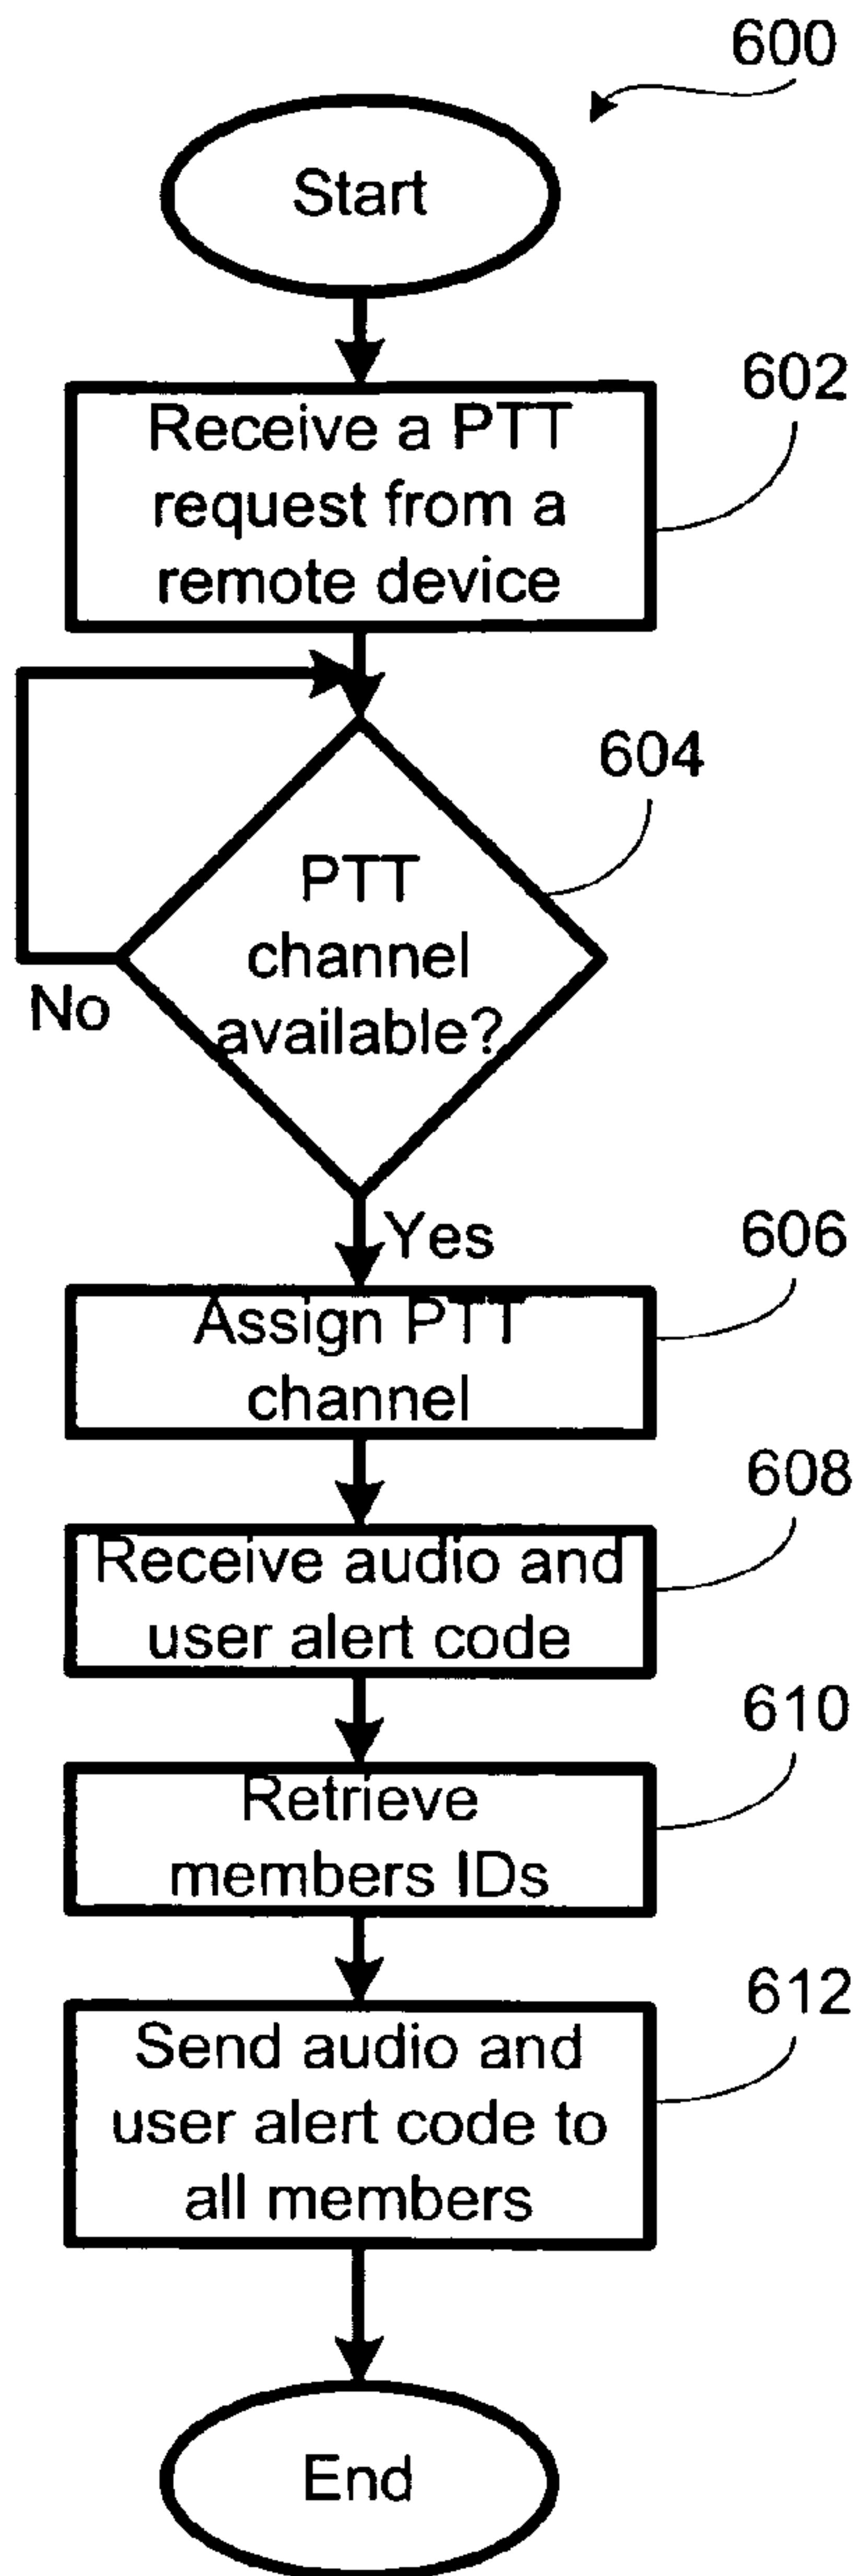 600
Start
602
Receive a PTT
request from a
remote device
604
PTT
channel
available?
No
Yes
606
Assign PTT
channel
608
Receive audio and
user alert code
610
Retrieve
members IDs
612
Send audio and
user alert code to
all members
End